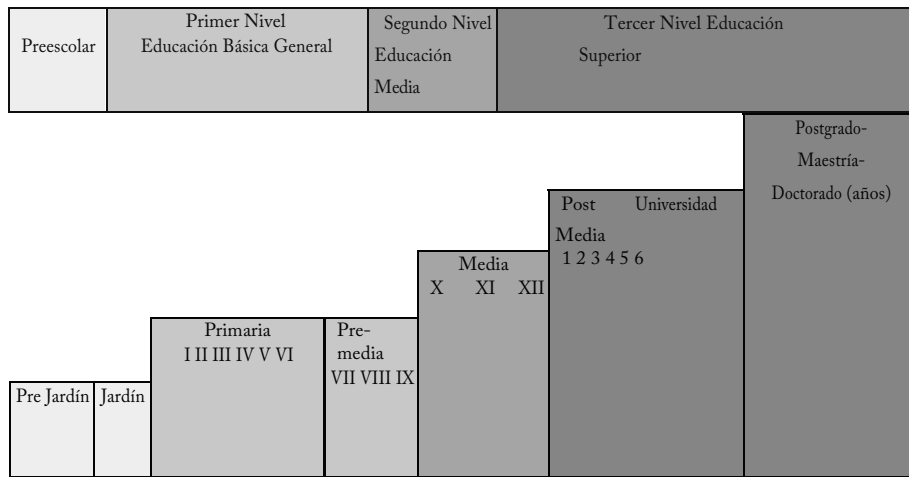 Preescolar
Primer Nivel
Educación Básica General
Segundo Nivel
Educación
Media
Tercer Nivel Educación
Superior
Postgrado-
Maestría-
Doctorado (años)
Post Universidad
Media
1 2 3 4 5 6
Media
X XI XII
Primaria
I II III IV V VI
Pre-
media
VII VIII IX
Pre Jardín
Jardín